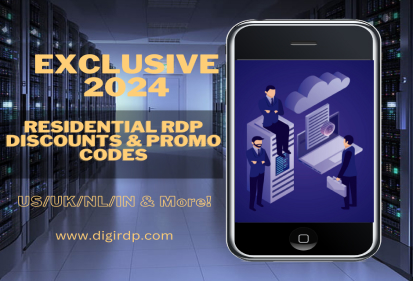 EXCLUSIVE
2024
RESIDENTIAL RDP
DISCOUNTS & PROMO
CODES
US/UK/NL/IN & More!
www.digirdp.com